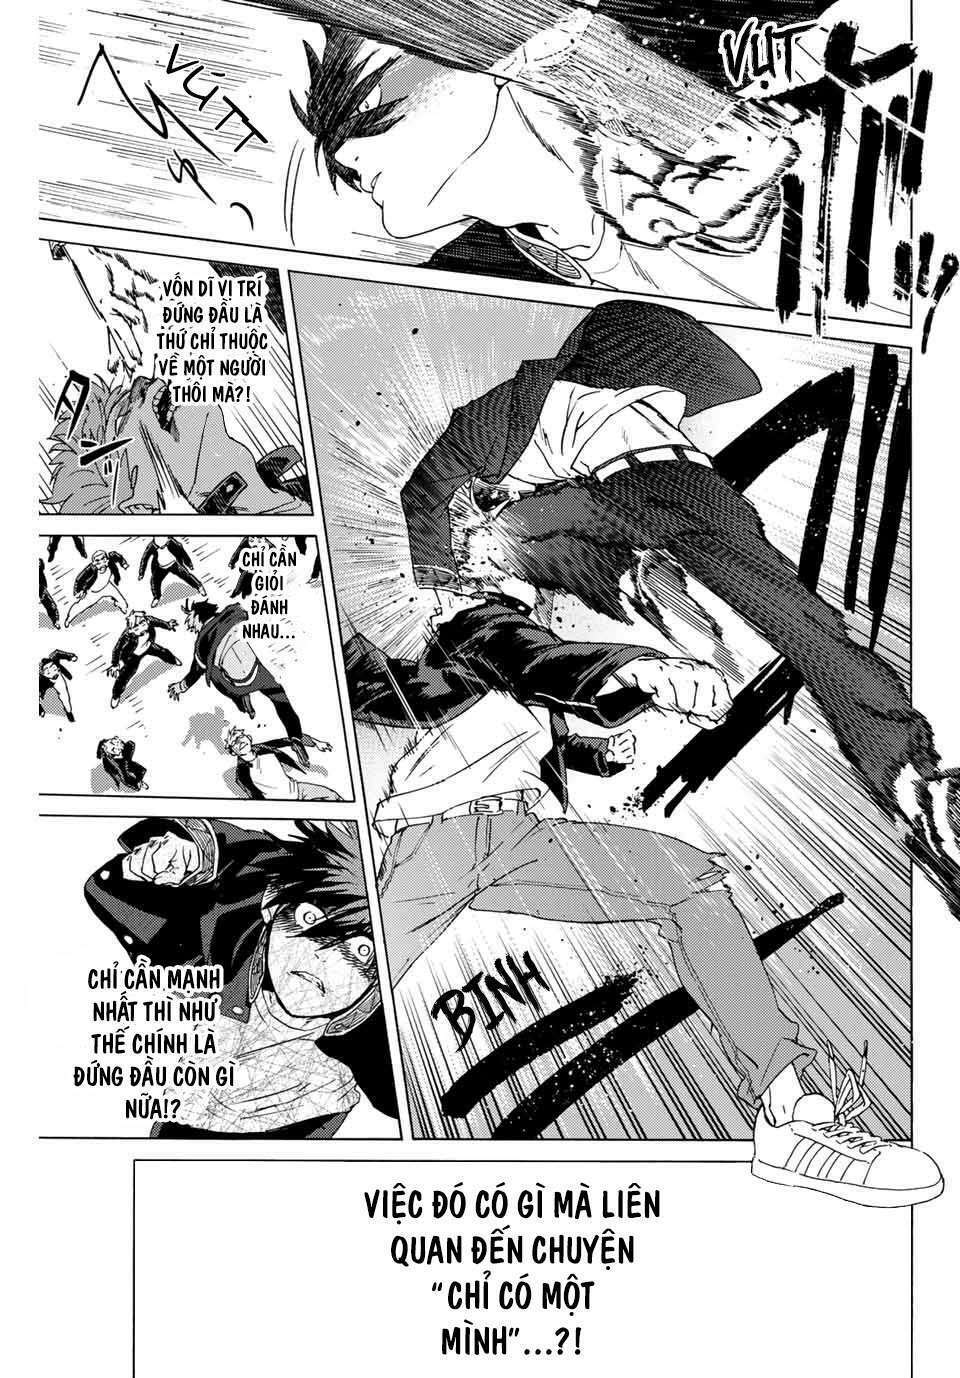 VỤT
VÚTT
VỐN DĨ VỊ TRÍ
ĐỨNG ĐẦU LÀ
THỨ CHỈ THUỘC
VỀ MỘT NGƯỜI
THÔI MÀ?!
BINH
CHỈ CẦN
GIỎI
ĐÁNH
NHAU...
CHỈ CẦN MẠNH
NHẤT THÌ NHƯ
THẾ CHÍNH LÀ
ĐỨNG ĐẦU CÒN GÌ
NỮA!?
VIỆC ĐÓ CÓ GÌ MÀ LIÊN
QUAN ĐẾN CHUYỆN
“CHỈ CÓ MỘT
MÌNH”...?!